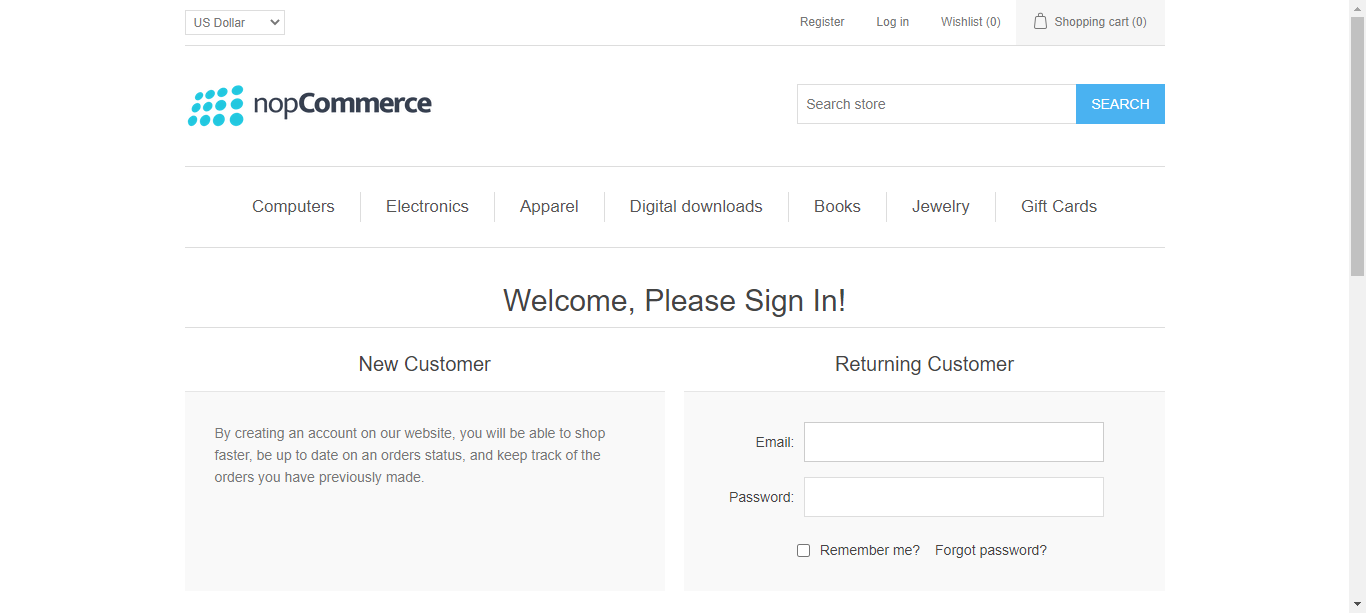 US Dollar Register Log in Wishlist (0) Shopping cart (0)
nopCommerce Search store SEARCH
Computers Electronics Apparel Digital downloads Books Jewelry Gift Cards
Welcome, Please Sign In!
New Customer
By creating an account on our website, you will be able to shop
faster, be up to date on an orders status, and keep track of the
orders you have previously made.
Returning Customer
Email:
Password:
Remember me? Forgot password?